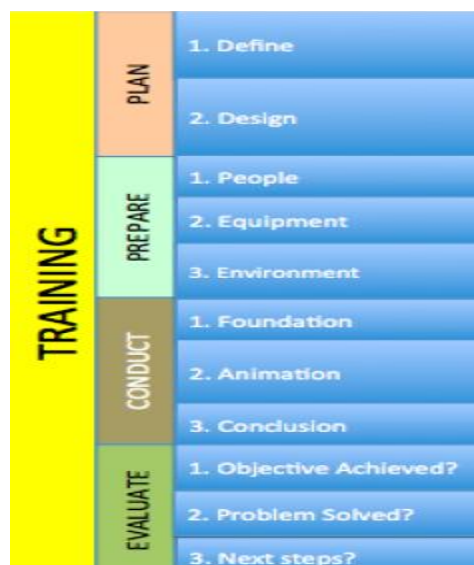 TRAINING
PLAN
1. Define
2. Design
PREPARE
1. People
2. Equipment
3. Environment
CONDUCT
1. Foundation
2. Animation
3. Conclusion
EVALUATE
1. Objective Achieved?
2. Problem Solved?
3. Next steps?